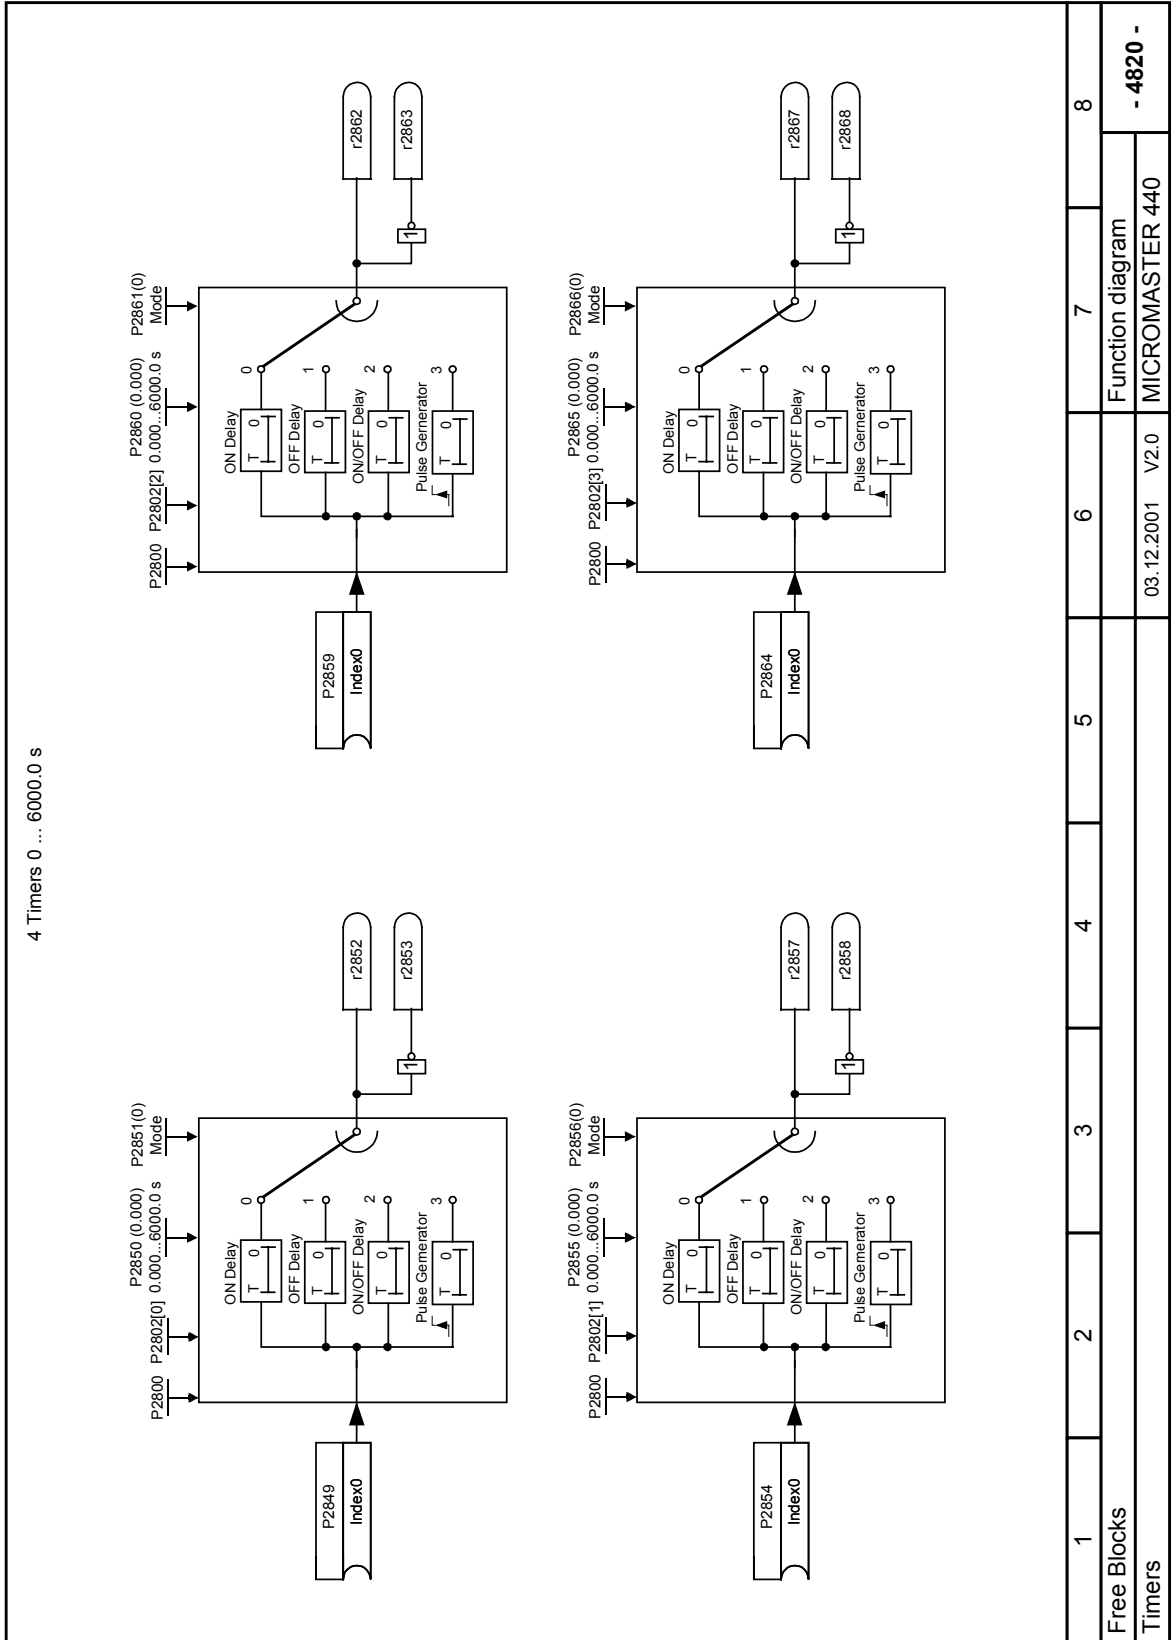 4 Timers 0 ... 6000.0 s
P2800
P2802[0]
P2850 (0.000)
0.000...6000.0 s
P2851(0)
Mode
ON Delay
T 0
0
OFF Delay
T 0
1
ON/OFF Delay
T 0
2
Pulse Gernerator
T 0
3
P2849
Index0
1
r2852
r2853
P2800
P2802[2]
P2860 (0.000)
0.000...6000.0 s
P2861(0)
Mode
ON Delay
T 0
0
OFF Delay
T 0
1
ON/OFF Delay
T 0
2
Pulse Gernerator
T 0
3
P2859
Index0
1
r2862
r2863
P2800
P2802[1]
P2855 (0.000)
0.000...6000.0 s
P2856(0)
Mode
ON Delay
T 0
0
OFF Delay
T 0
1
ON/OFF Delay
T 0
2
Pulse Gernerator
T 0
3
P2854
Index0
1
r2857
r2858
P2800
P2802[3]
P2865 (0.000)
0.000...6000.0 s
P2866(0)
Mode
ON Delay
T 0
0
OFF Delay
T 0
1
ON/OFF Delay
T 0
2
Pulse Gernerator
T 0
3
P2864
Index0
1
r2867
r2868
1 2 3 4 5 6 7 8
Free Blocks Function diagram
- 4820 -
Timers 03.12.2001 V2.0 MICROMASTER 440